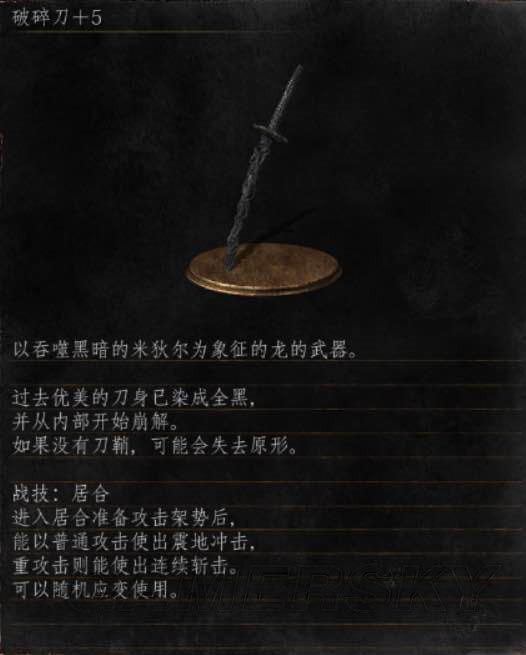 破碎刀+5
以吞噬黑暗的米狄尔为象征的龙的武器。
过去优美的刀身已染成全黑，
并从内部开始崩解。
如果没有刀鞘，可能会失去原形。
战技：居合
进入居合准备攻击架势后，
能以普通攻击使出震地冲击，
重攻击则能使出连续斩击。
可以随机应变使用。